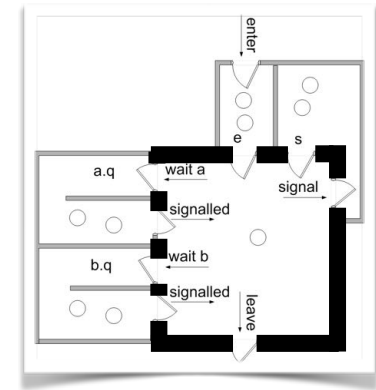 enter
e
s
a.q
wait a
signal
signalled
b.q
wait b
signalled
leave